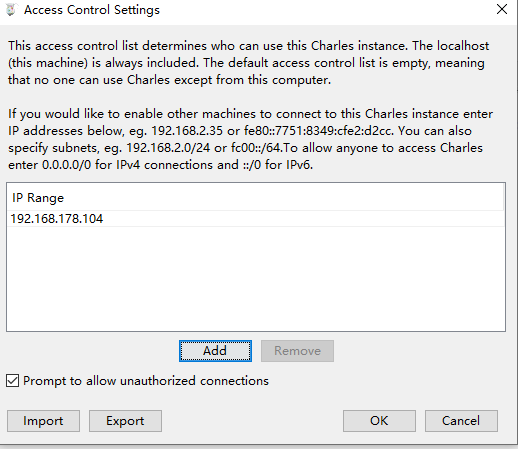 Access Control Settings
This access control list determines who can use this Charles instance. The localhost
(this machine) is always included. The default access control list is empty, meaning
that no one can use Charles except from this computer.
If you would like to enable other machines to connect to this Charles instance enter
IP addresses below, eg. 192.168.2.35 or fe80::7751:8349:cfe2:d2cc. You can also
specify subnets, eg. 192.168.2.0/24 or fc00::/64.To allow anyone to access Charles
enter 0.0.0.0/0 for IPv4 connections and ::/0 for IPv6.
IP Range
192.168.178.104
Add Remove
Prompt to allow unauthorized connections
Import Export OK Cancel